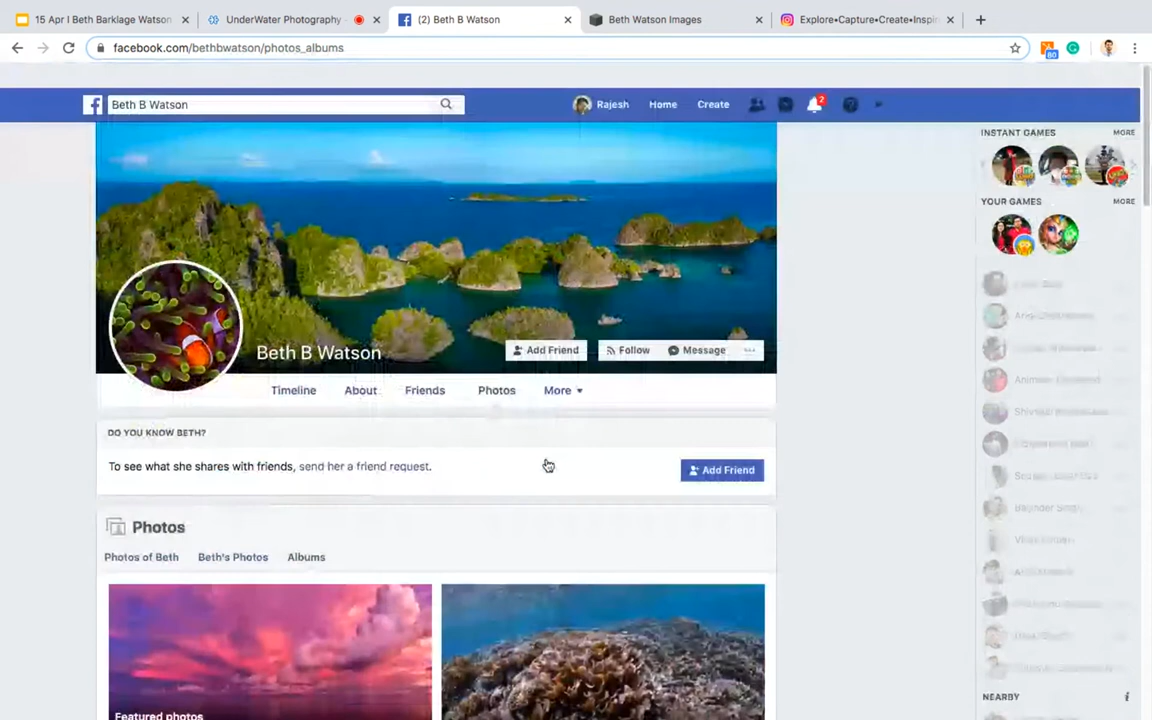 15 Apr I Beth Barklage Watson
UnderWater Photography -
(2) Beth B Watson
Beth Watson Images
Explore•Capture•Create•Inspir
facebook.com/bethbwatson/photos_albums
80
Beth B Watson
Rajesh
Home
Create
2
INSTANT GAMES
MORE
YOUR GAMES
MORE
Beth B Watson
Add Friend
Follow
Message
Timeline
About
Friends
Photos
More
DO YOU KNOW BETH?
To see what she shares with friends, send her a friend request.
Add Friend
Photos
Photos of Beth
Beth's Photos
Albums
Featured photos
NEARBY